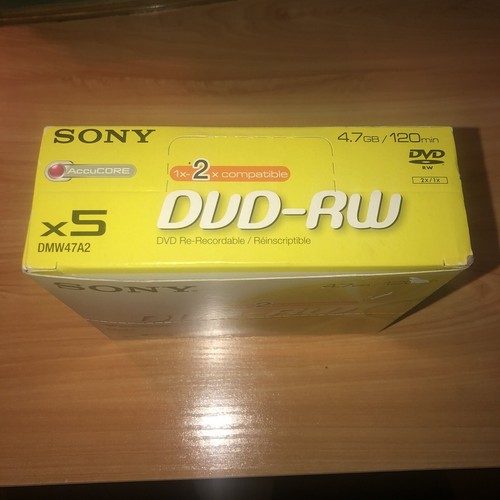 SONY
4.7GB / 120min
AccuCORE
1x-2x compatible
DVD
RW
2x/1x
DVD-RW
x5
DMW47A2
DVD Re-Recordable / Réinscriptible
SONY